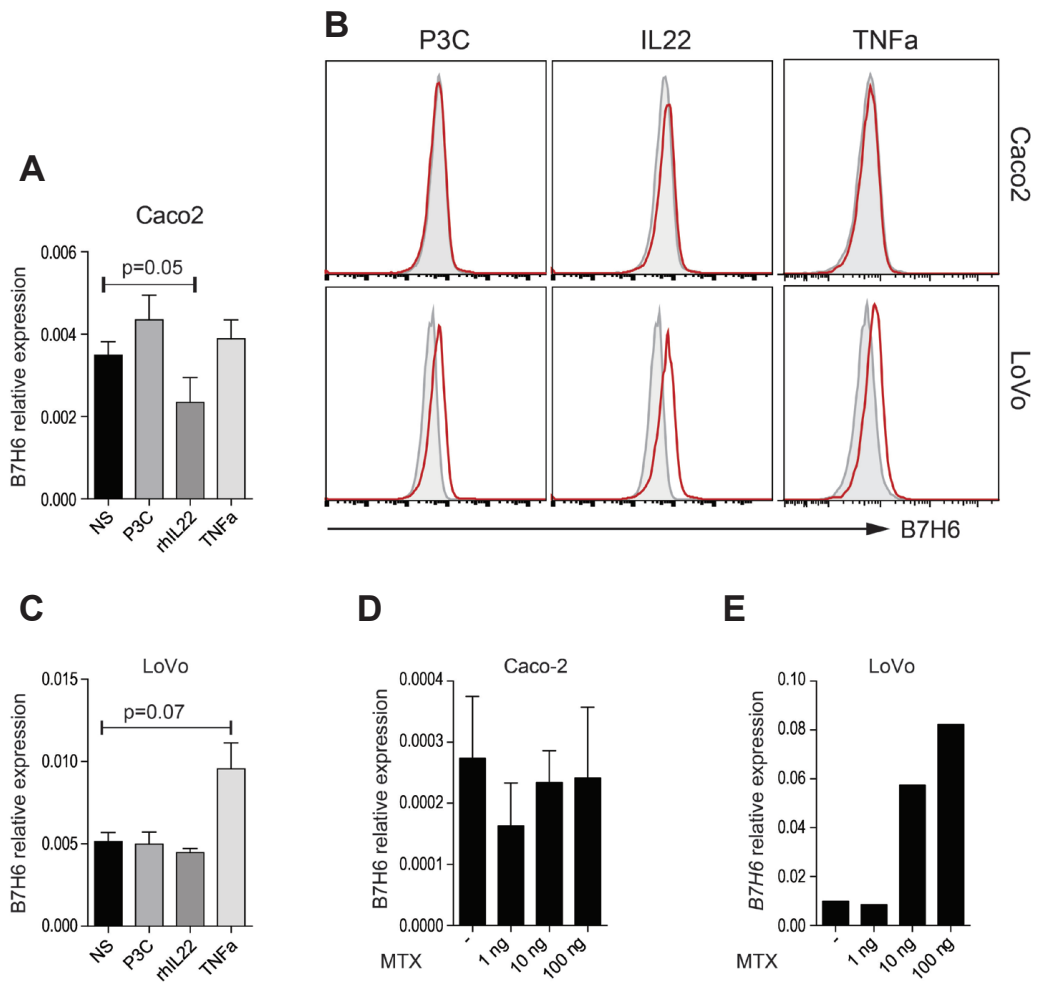 A
Caco2
B7H6 relative expression
0.006
0.004
0.002
0.000
p=0.05
NS
P3C
rhIL22
TNFa
B
P3C
IL22
TNFa
Caco2
LoVo
B7H6
C
LoVo
B7H6 relative expression
0.015
0.010
0.005
0.000
p=0.07
NS
P3C
rhIL22
TNFa
D
Caco-2
B7H6 relative expression
0.0004
0.0003
0.0002
0.0001
0.0000
MTX
-
1 ng
10 ng
100 ng
E
LoVo
B7H6 relative expression
0.10
0.08
0.06
0.04
0.02
0.00
MTX
-
1 ng
10 ng
100 ng